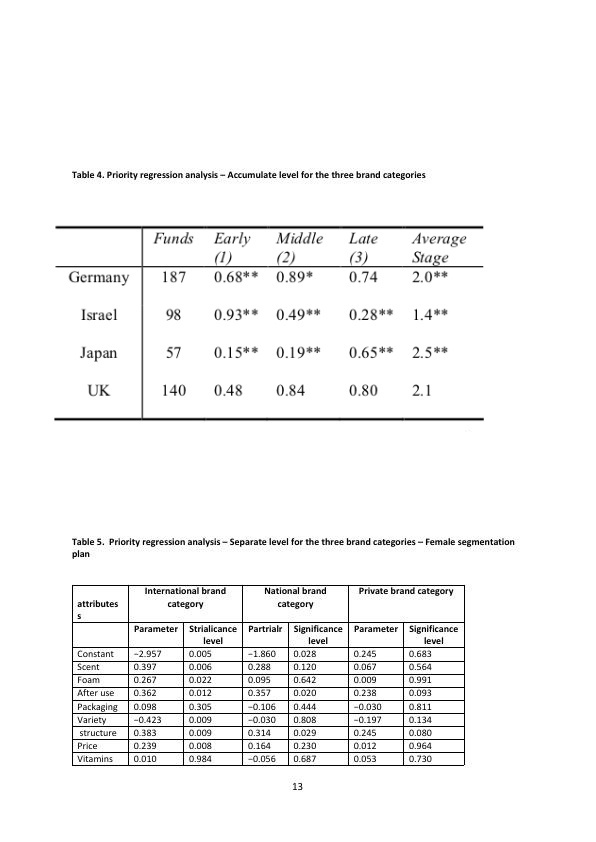 Table 4. Priority regression analysis – Accumulate level for the three brand categories
Funds Early Middle Late Average
(1) (2) (3) Stage
Germany 187 0.68** 0.89* 0.74 2.0**
Israel 98 0.93** 0.49** 0.28** 1.4**
Japan 57 0.15** 0.19** 0.65** 2.5**
UK 140 0.48 0.84 0.80 2.1
Table 5. Priority regression analysis – Separate level for the three brand categories – Female segmentation
plan
International brand National brand Private brand category
attributes category category
s
Parameter Strialicance Partrialr Significance Parameter Significance
level level level
Constant −2.957 0.005 −1.860 0.028 0.245 0.683
Scent 0.397 0.006 0.288 0.120 0.067 0.564
Foam 0.267 0.022 0.095 0.642 0.009 0.991
After use 0.362 0.012 0.357 0.020 0.238 0.093
Packaging 0.098 0.305 −0.106 0.444 −0.030 0.811
Variety −0.423 0.009 −0.030 0.808 −0.197 0.134
structure 0.383 0.009 0.314 0.029 0.245 0.080
Price 0.239 0.008 0.164 0.230 0.012 0.964
Vitamins 0.010 0.984 −0.056 0.687 0.053 0.730
13